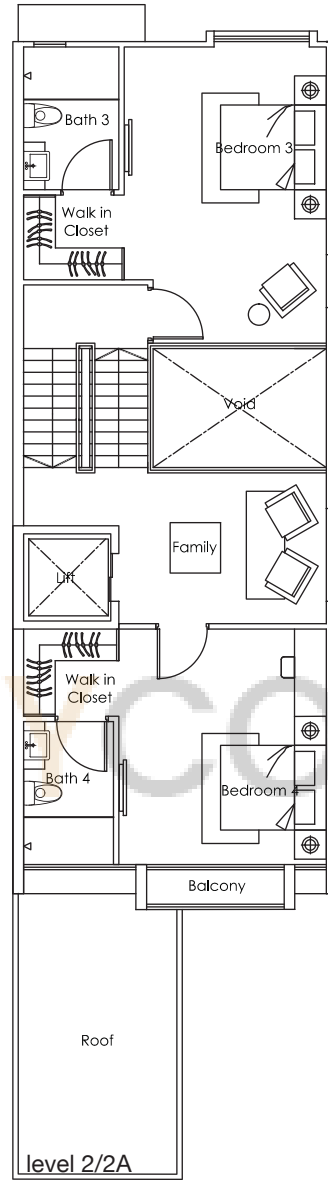 Bath 3
Bedroom 3
Walk in
Closet
Void
Family
Lift
Walk in
Closet
YCO
Bath 4
Bedroom 4
Balcony
Roof
level 2/2A